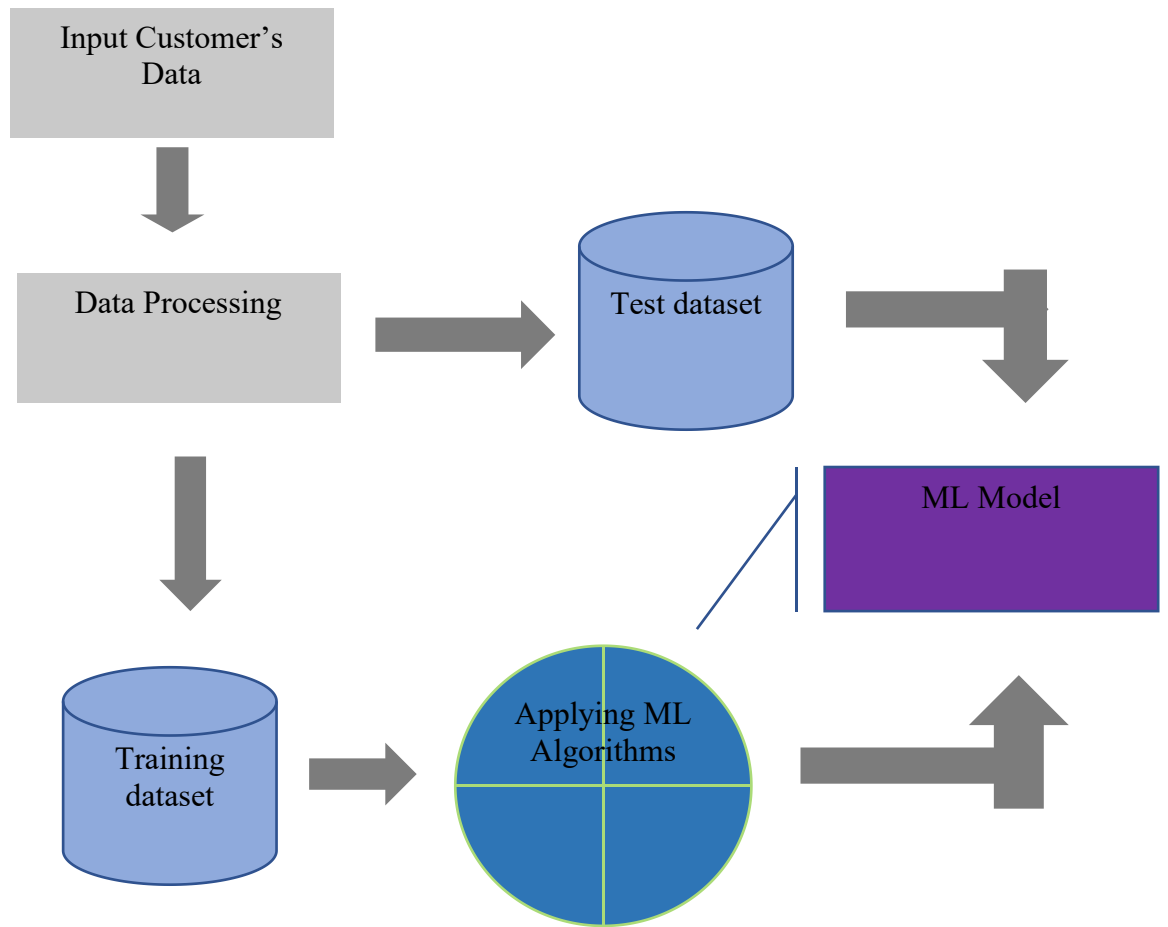 Input Customer’s
Data
Data Processing
Test dataset
ML Model
Training
dataset
Applying ML
Algorithms